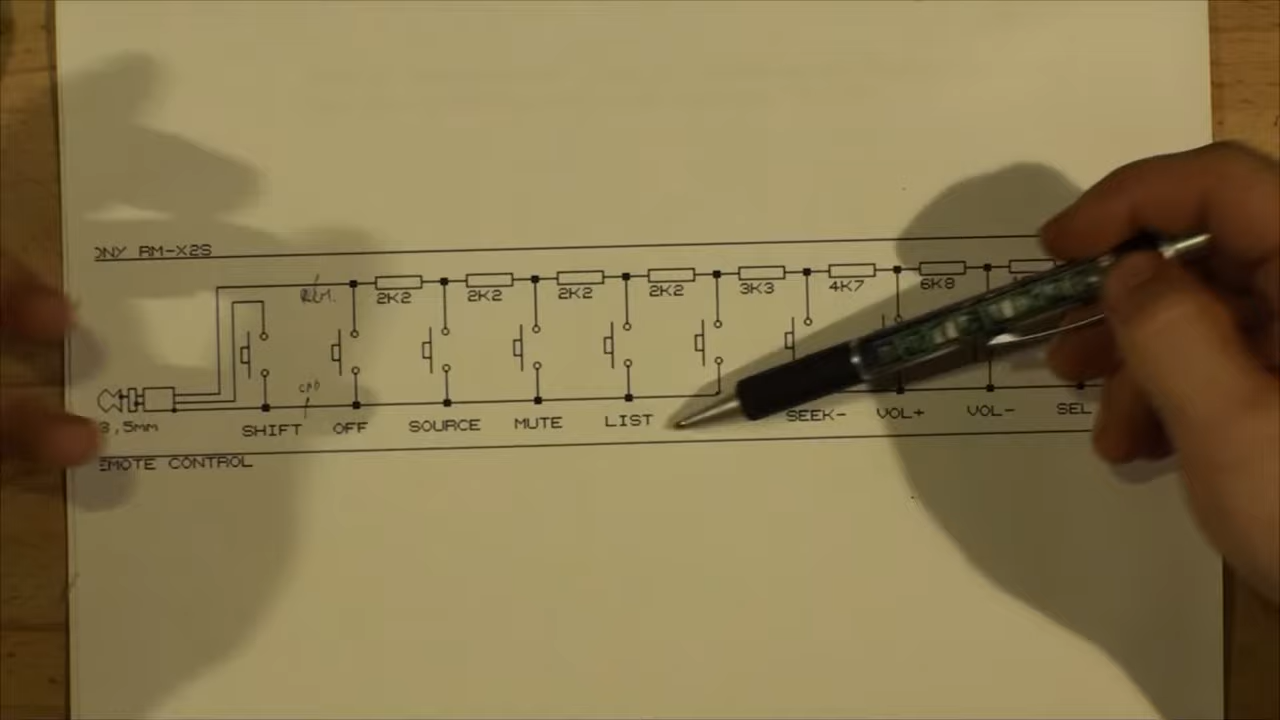 ONY RM-X2S
2K2 2K2 2K2 2K2 3K3 4K7 6K8
3,5mm
SHIFT OFF SOURCE MUTE LIST SEEK- VOL+ VOL- SEL
EMOTE CONTROL